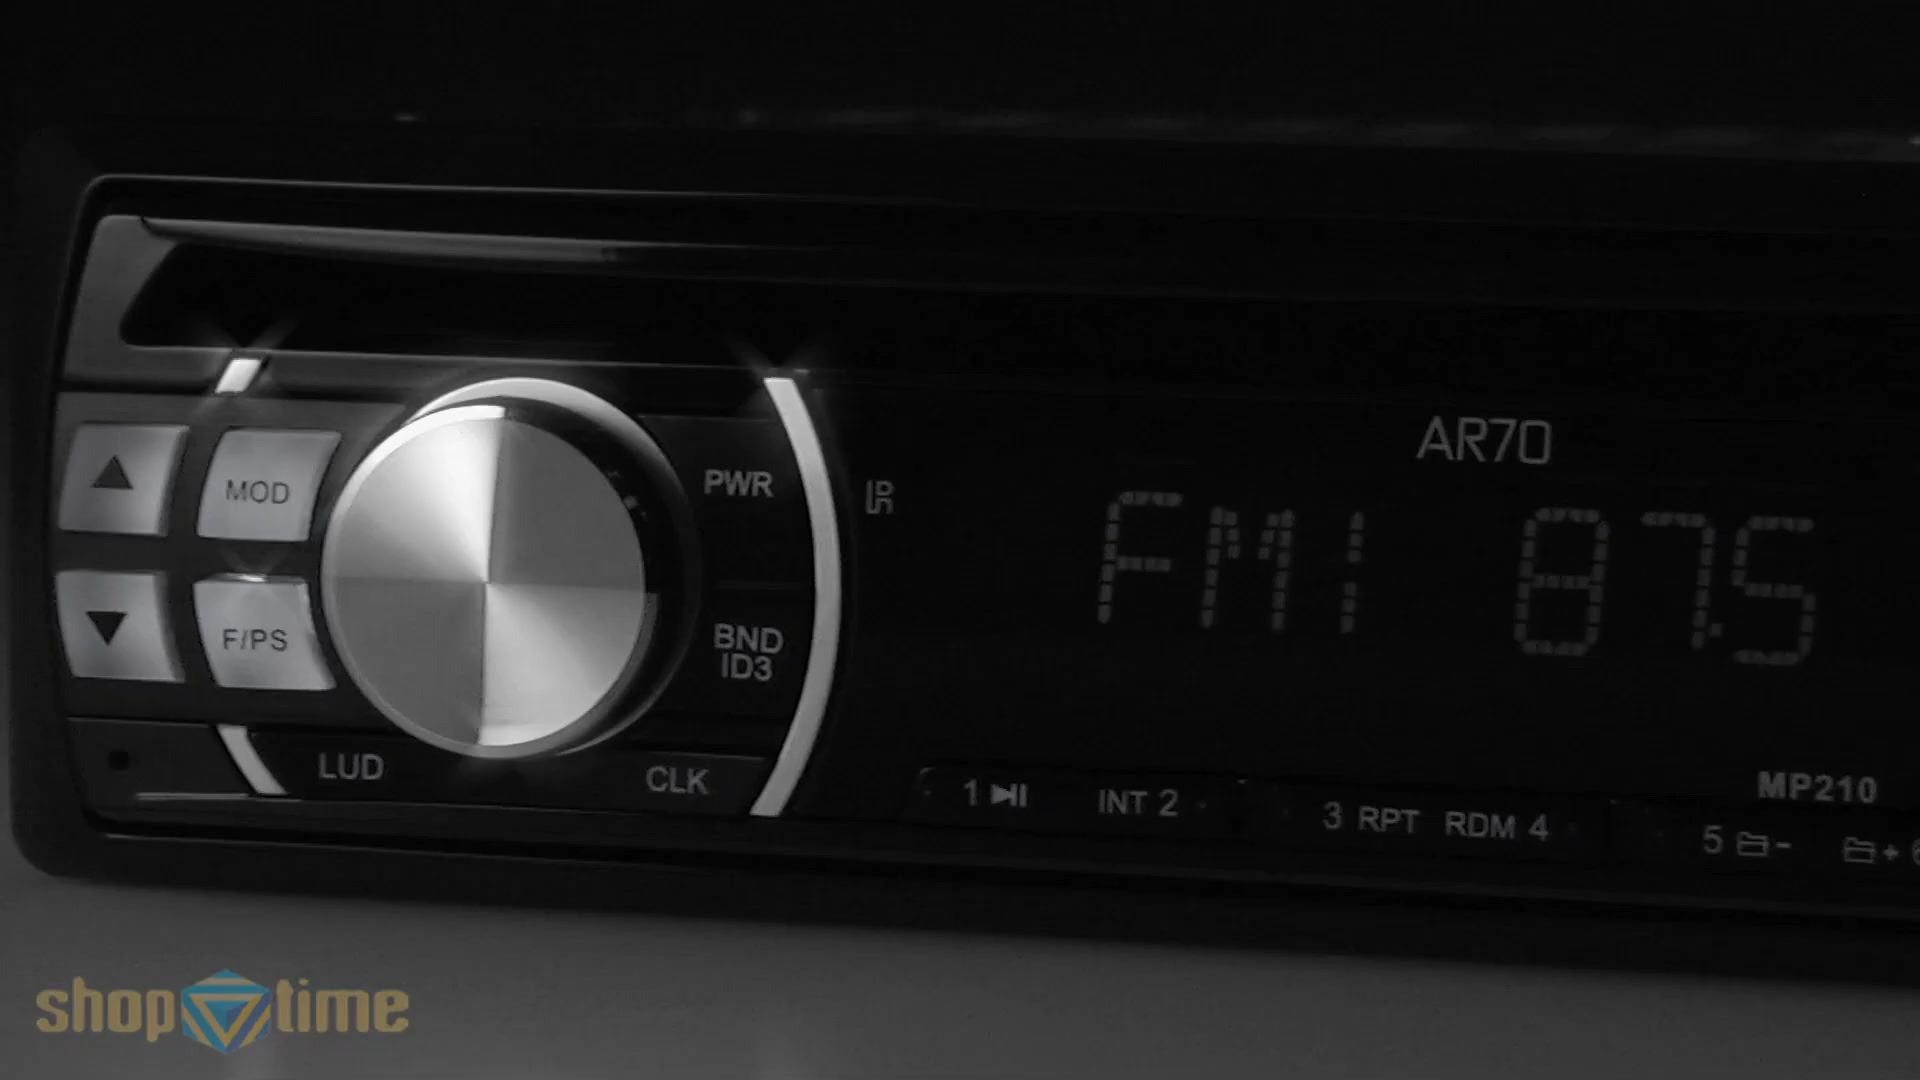 AR70
MOD
PWR
FM1 87.5
F/PS
BND
ID3
LUD
CLK
1
INT 2
3 RPT
RDM 4
MP210
5 -
+
shop time